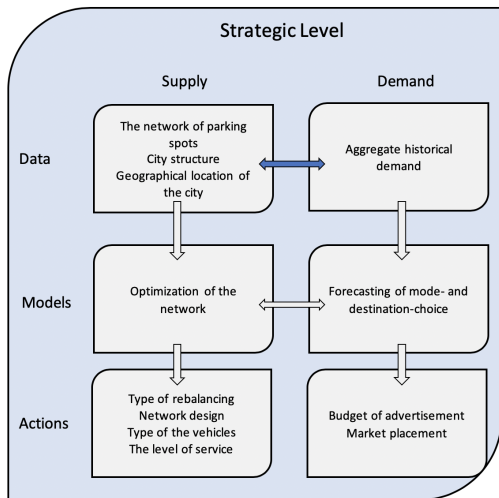 Strategic Level
Supply
Demand
Data
The network of parking
spots
City structure
Geographical location of
the city
Aggregate historical
demand
Models
Optimization of the
network
Forecasting of mode- and
destination-choice
Actions
Type of rebalancing
Network design
Type of the vehicles
The level of service
Budget of advertisement
Market placement